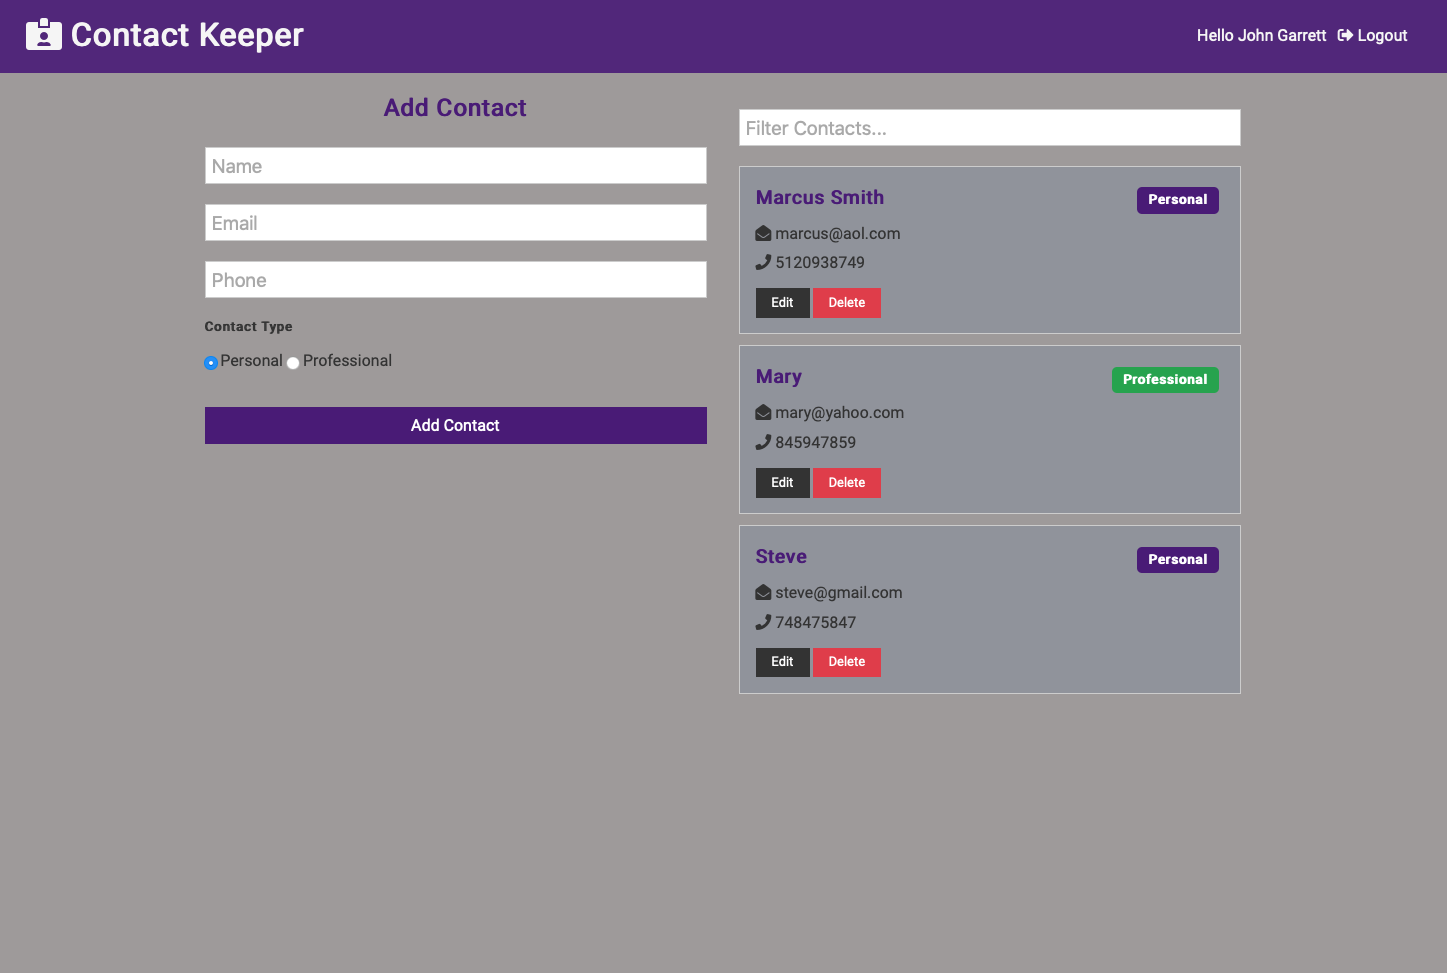 Contact Keeper
Hello John Garrett Logout
Add Contact
Name
Email
Phone
Contact Type
Personal Professional
Add Contact
Filter Contacts...
Marcus Smith Personal
marcus@aol.com
5120938749
Edit Delete
Mary Professional
mary@yahoo.com
845947859
Edit Delete
Steve Personal
steve@gmail.com
748475847
Edit Delete